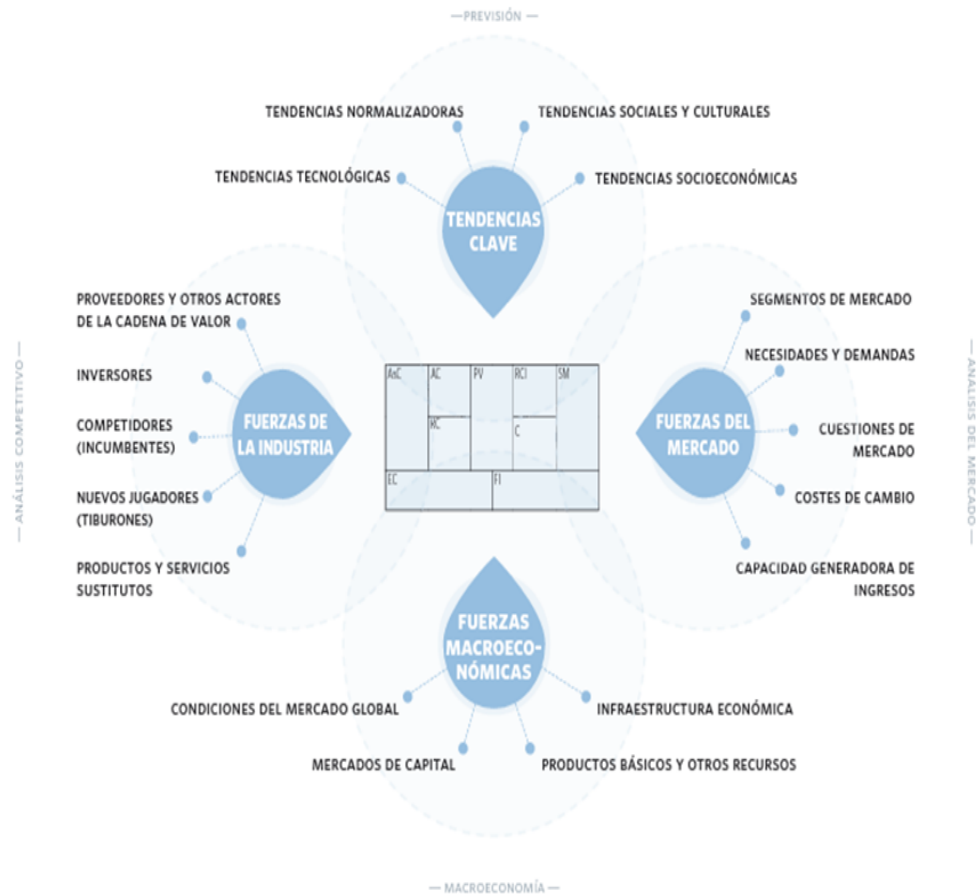 —PREVISIÓN —
TENDENCIAS NORMALIZADORAS
TENDENCIAS SOCIALES Y CULTURALES
TENDENCIAS TECNOLÓGICAS
TENDENCIAS SOCIOECONÓMICAS
TENDENCIAS
CLAVE
— ANÁLISIS COMPETITIVO —
PROVEEDORES Y OTROS ACTORES
DE LA CADENA DE VALOR
INVERSORES
COMPETIDORES
(INCUMBENTES)
NUEVOS JUGADORES
(TIBURONES)
PRODUCTOS Y SERVICIOS
SUSTITUTOS
FUERZAS DE
LA INDUSTRIA
AsC
AC
PV
RCl
SM
RC
C
EC
FI
FUERZAS DEL
MERCADO
SEGMENTOS DE MERCADO
NECESIDADES Y DEMANDAS
CUESTIONES DE
MERCADO
COSTES DE CAMBIO
CAPACIDAD GENERADORA DE
INGRESOS
— ANÁLISIS DEL MERCADO —
FUERZAS
MACROECO-
NÓMICAS
CONDICIONES DEL MERCADO GLOBAL
INFRAESTRUCTURA ECONÓMICA
MERCADOS DE CAPITAL
PRODUCTOS BÁSICOS Y OTROS RECURSOS
— MACROECONOMÍA —